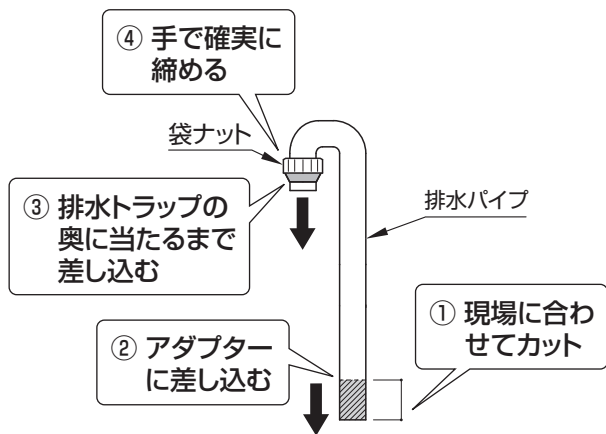 ④ 手で確実に
締める
袋ナット
③ 排水トラップの
奥に当たるまで
差し込む
排水パイプ
① 現場に合わ
せてカット
② アダプター
に差し込む